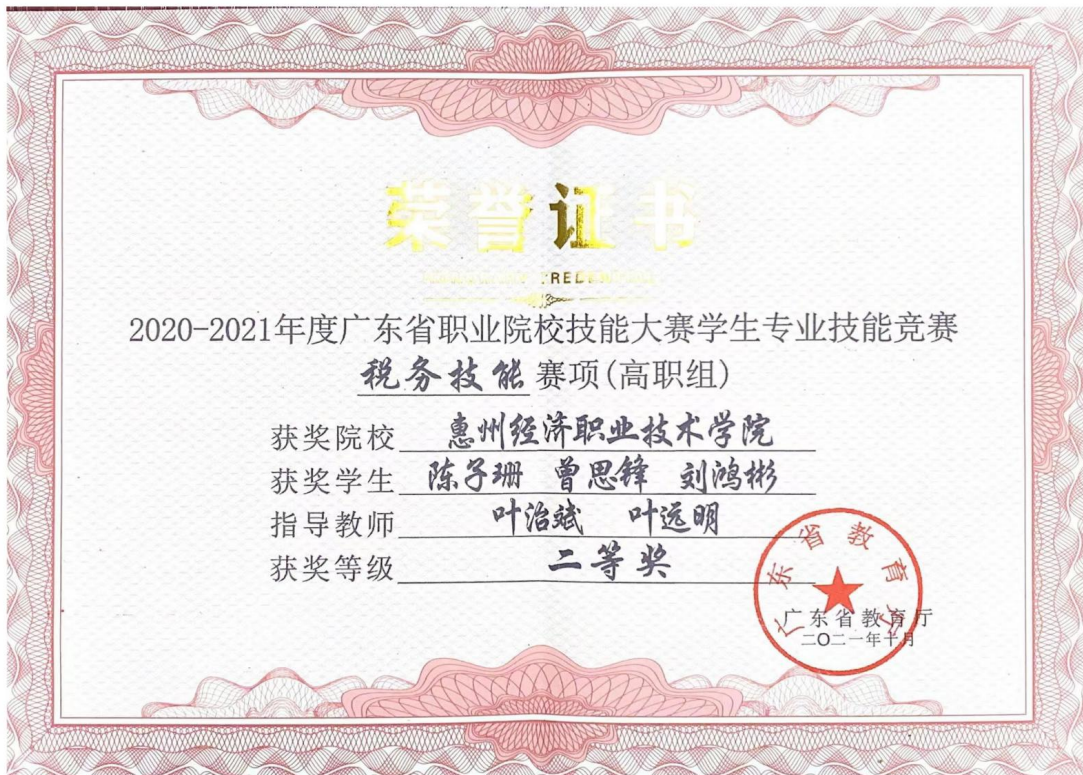 荣誉证书
2020-2021年度广东省职业院校技能大赛学生专业技能竞赛
税务技能赛项(高职组)
获奖院校 惠州经济职业技术学院
获奖学生 陈子珊 曾思锋 刘鸿彬
指导教师 叶治斌 叶远明
获奖等级 二等奖
广东省教育厅
广东省教育厅
二〇二一年十月